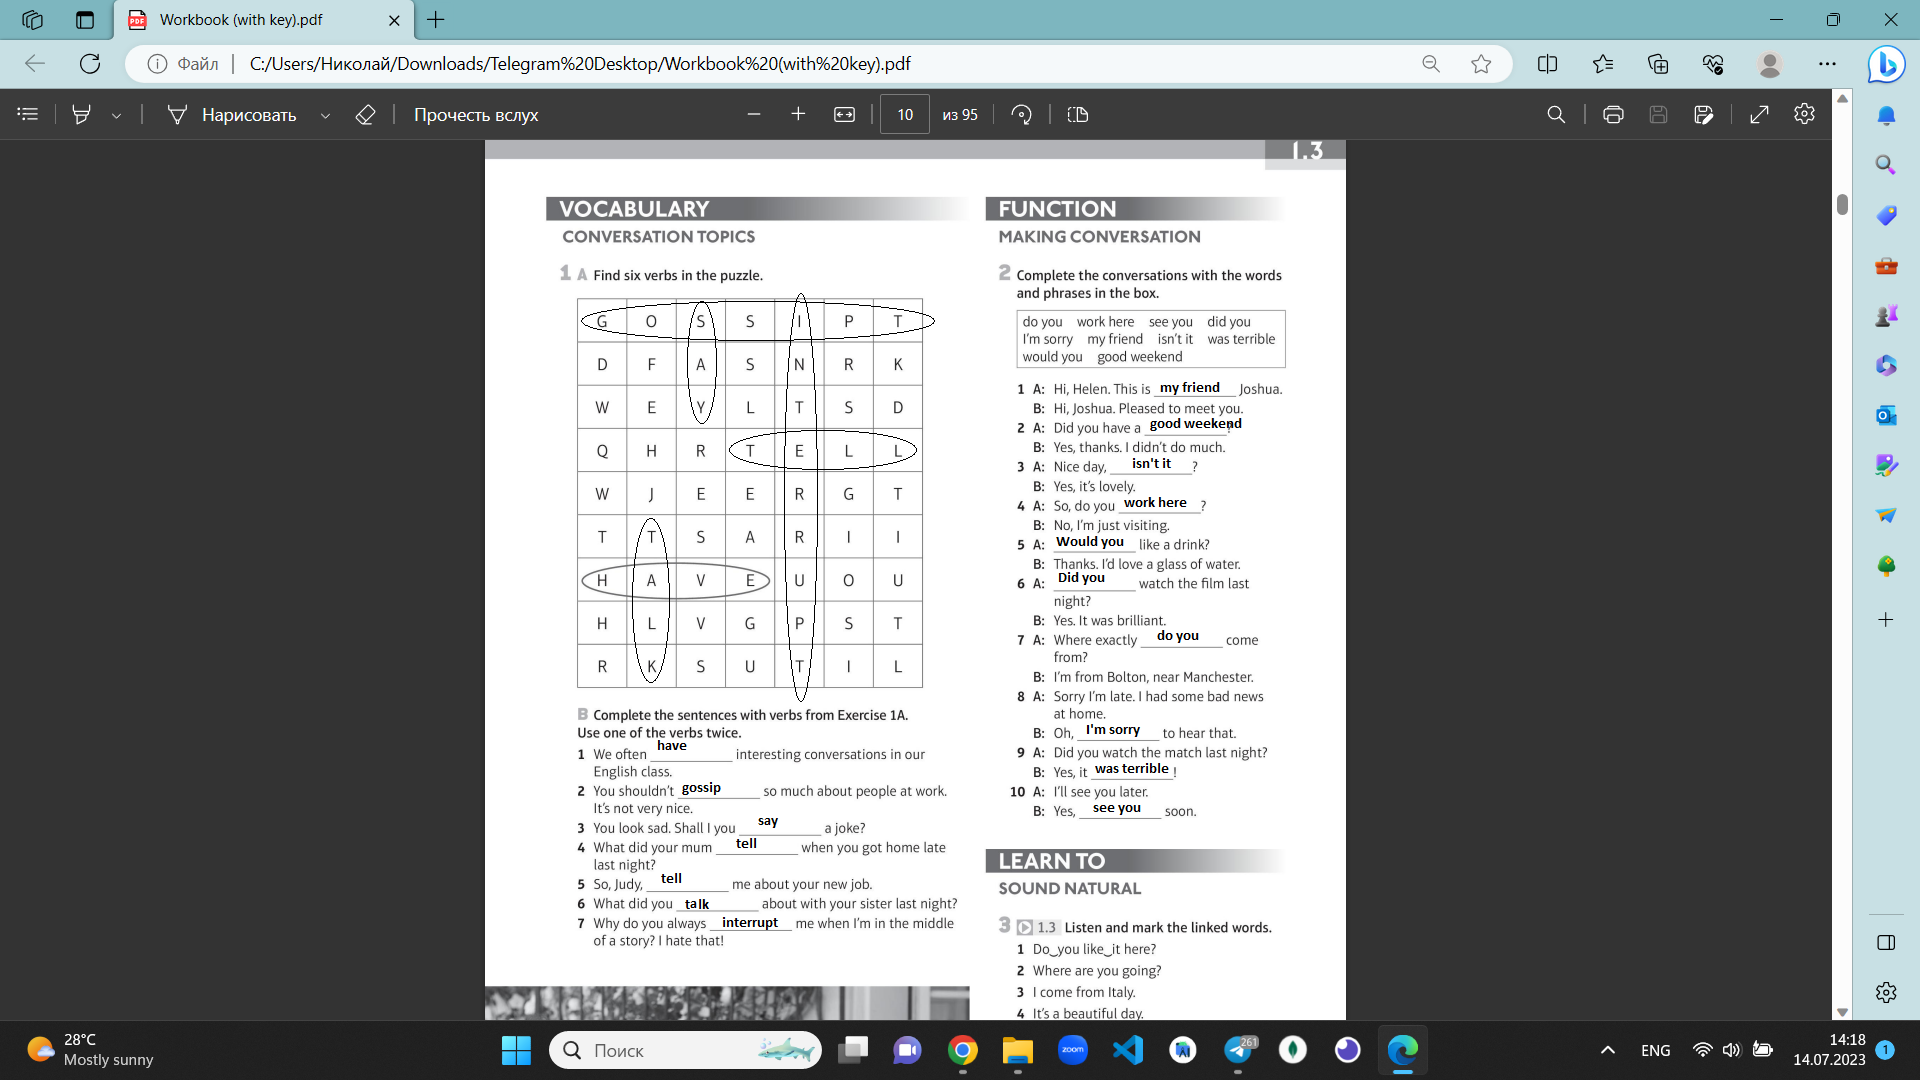 Workbook (with key).pdf
Файл
C:/Users/Николай/Downloads/Telegram%20Desktop/Workbook%20(with%20key).pdf
Нарисовать
Прочесть вслух
10 из 95
1.3
VOCABULARY
CONVERSATION TOPICS
1 A Find six verbs in the puzzle.
G O S S I P T
D F A S N R K
W E Y L T S D
Q H R T E L L
W J E E R G T
T T S A R I I
H A V E U O U
H L V G P S T
R K S U T I L
B Complete the sentences with verbs from Exercise 1A.
Use one of the verbs twice.
1 We often have interesting conversations in our
English class.
2 You shouldn't gossip so much about people at work.
It's not very nice.
3 You look sad. Shall I you say a joke?
4 What did your mum tell when you got home late
last night?
5 So, Judy, tell me about your new job.
6 What did you talk about with your sister last night?
7 Why do you always interrupt me when I'm in the middle
of a story? I hate that!
FUNCTION
MAKING CONVERSATION
2 Complete the conversations with the words
and phrases in the box.
do you work here see you did you
I'm sorry my friend isn't it was terrible
would you good weekend
1 A: Hi, Helen. This is my friend Joshua.
B: Hi, Joshua. Pleased to meet you.
2 A: Did you have a good weekend?
B: Yes, thanks. I didn't do much.
3 A: Nice day, isn't it ?
B: Yes, it's lovely.
4 A: So, do you work here ?
B: No, I'm just visiting.
5 A: Would you like a drink?
B: Thanks. I'd love a glass of water.
6 A: Did you watch the film last
night?
B: Yes. It was brilliant.
7 A: Where exactly do you come
from?
B: I'm from Bolton, near Manchester.
8 A: Sorry I'm late. I had some bad news
at home.
B: Oh, I'm sorry to hear that.
9 A: Did you watch the match last night?
B: Yes, it was terrible !
10 A: I'll see you later.
B: Yes, see you soon.
LEARN TO
SOUND NATURAL
3 1.3 Listen and mark the linked words.
1 Do you like it here?
2 Where are you going?
3 I come from Italy.
4 It's a beautiful day.
28°C
Mostly sunny
Поиск
zoom
261
ENG
14:18
14.07.2023
1